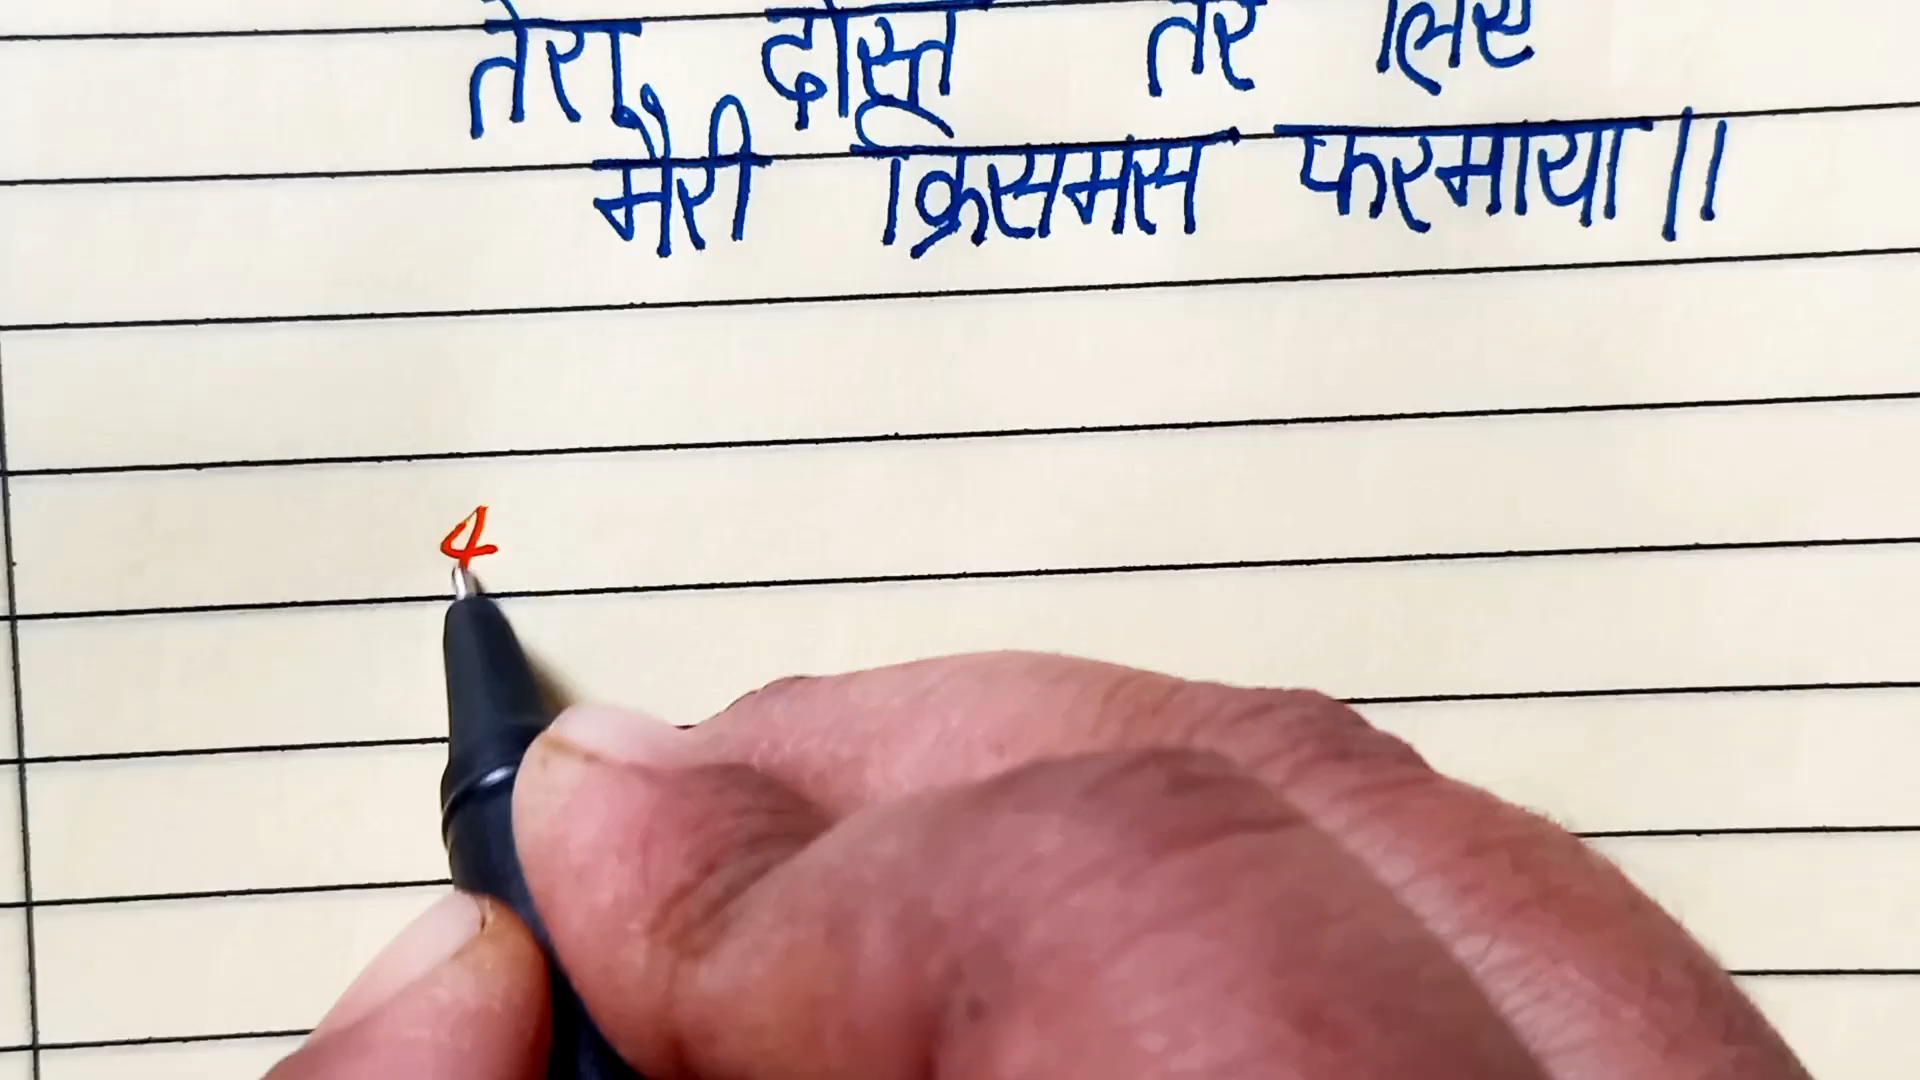 तेरा दोस्त तेरे लिए
मैरी क्रिसमस फरमाया ||
4